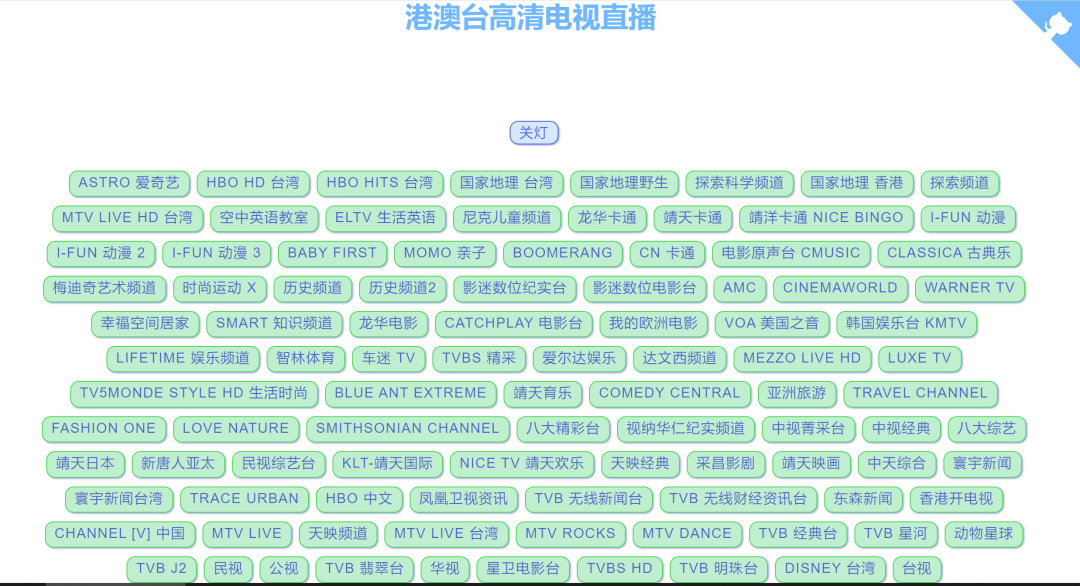 港澳台高清电视直播
关灯
ASTRO 爱奇艺 HBO HD 台湾 HBO HITS 台湾 国家地理 台湾 国家地理野生 探索科学频道 国家地理 香港 探索频道
MTV LIVE HD 台湾 空中英语教室 ELTV 生活英语 尼克儿童频道 龙华卡通 靖天卡通 靖洋卡通 NICE BINGO I-FUN 动漫
I-FUN 动漫 2 I-FUN 动漫 3 BABY FIRST MOMO 亲子 BOOMERANG CN 卡通 电影原声台 CMUSIC CLASSICA 古典乐
梅迪奇艺术频道 时尚运动 X 历史频道 历史频道2 影迷数位纪实台 影迷数位电影台 AMC CINEMAWORLD WARNER TV
幸福空间居家 SMART 知识频道 龙华电影 CATCHPLAY 电影台 我的欧洲电影 VOA 美国之音 韩国娱乐台 KMTV
LIFETIME 娱乐频道 智林体育 车迷 TV TVBS 精采 爱尔达娱乐 达文西频道 MEZZO LIVE HD LUXE TV
TV5MONDE STYLE HD 生活时尚 BLUE ANT EXTREME 靖天育乐 COMEDY CENTRAL 亚洲旅游 TRAVEL CHANNEL
FASHION ONE LOVE NATURE SMITHSONIAN CHANNEL 八大精彩台 视纳华仁纪实频道 中视菁采台 中视经典 八大综艺
靖天日本 新唐人亚太 民视综艺台 KLT-靖天国际 NICE TV 靖天欢乐 天映经典 采昌影剧 靖天映画 中天综合 寰宇新闻
寰宇新闻台湾 TRACE URBAN HBO 中文 凤凰卫视资讯 TVB 无线新闻台 TVB 无线财经资讯台 东森新闻 香港开电视
CHANNEL [V] 中国 MTV LIVE 天映频道 MTV LIVE 台湾 MTV ROCKS MTV DANCE TVB 经典台 TVB 星河 动物星球
TVB J2 民视 公视 TVB 翡翠台 华视 星卫电影台 TVBS HD TVB 明珠台 DISNEY 台湾 台视